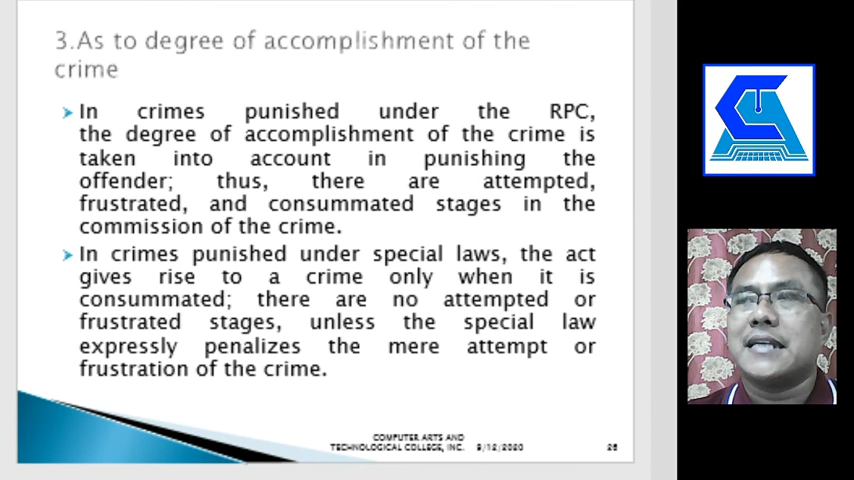 3.As to degree of accomplishment of the
crime
In crimes punished under the RPC,
the degree of accomplishment of the crime is
taken into account in punishing the
offender; thus, there are attempted,
frustrated, and consummated stages in the
commission of the crime.
In crimes punished under special laws, the act
gives rise to a crime only when it is
consummated; there are no attempted or
frustrated stages, unless the special law
expressly penalizes the mere attempt or
frustration of the crime.
COMPUTER ARTS AND
TECHNOLOGICAL COLLEGE, INC. 9/12/2020 26